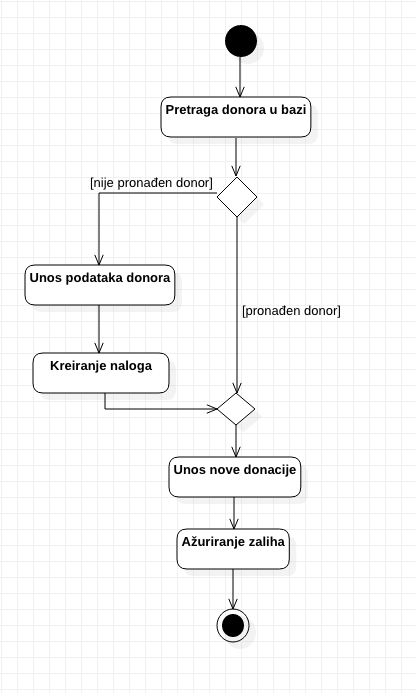 Pretraga donora u bazi
[nije pronađen donor]
Unos podataka donora
[pronađen donor]
Kreiranje naloga
Unos nove donacije
Ažuriranje zaliha